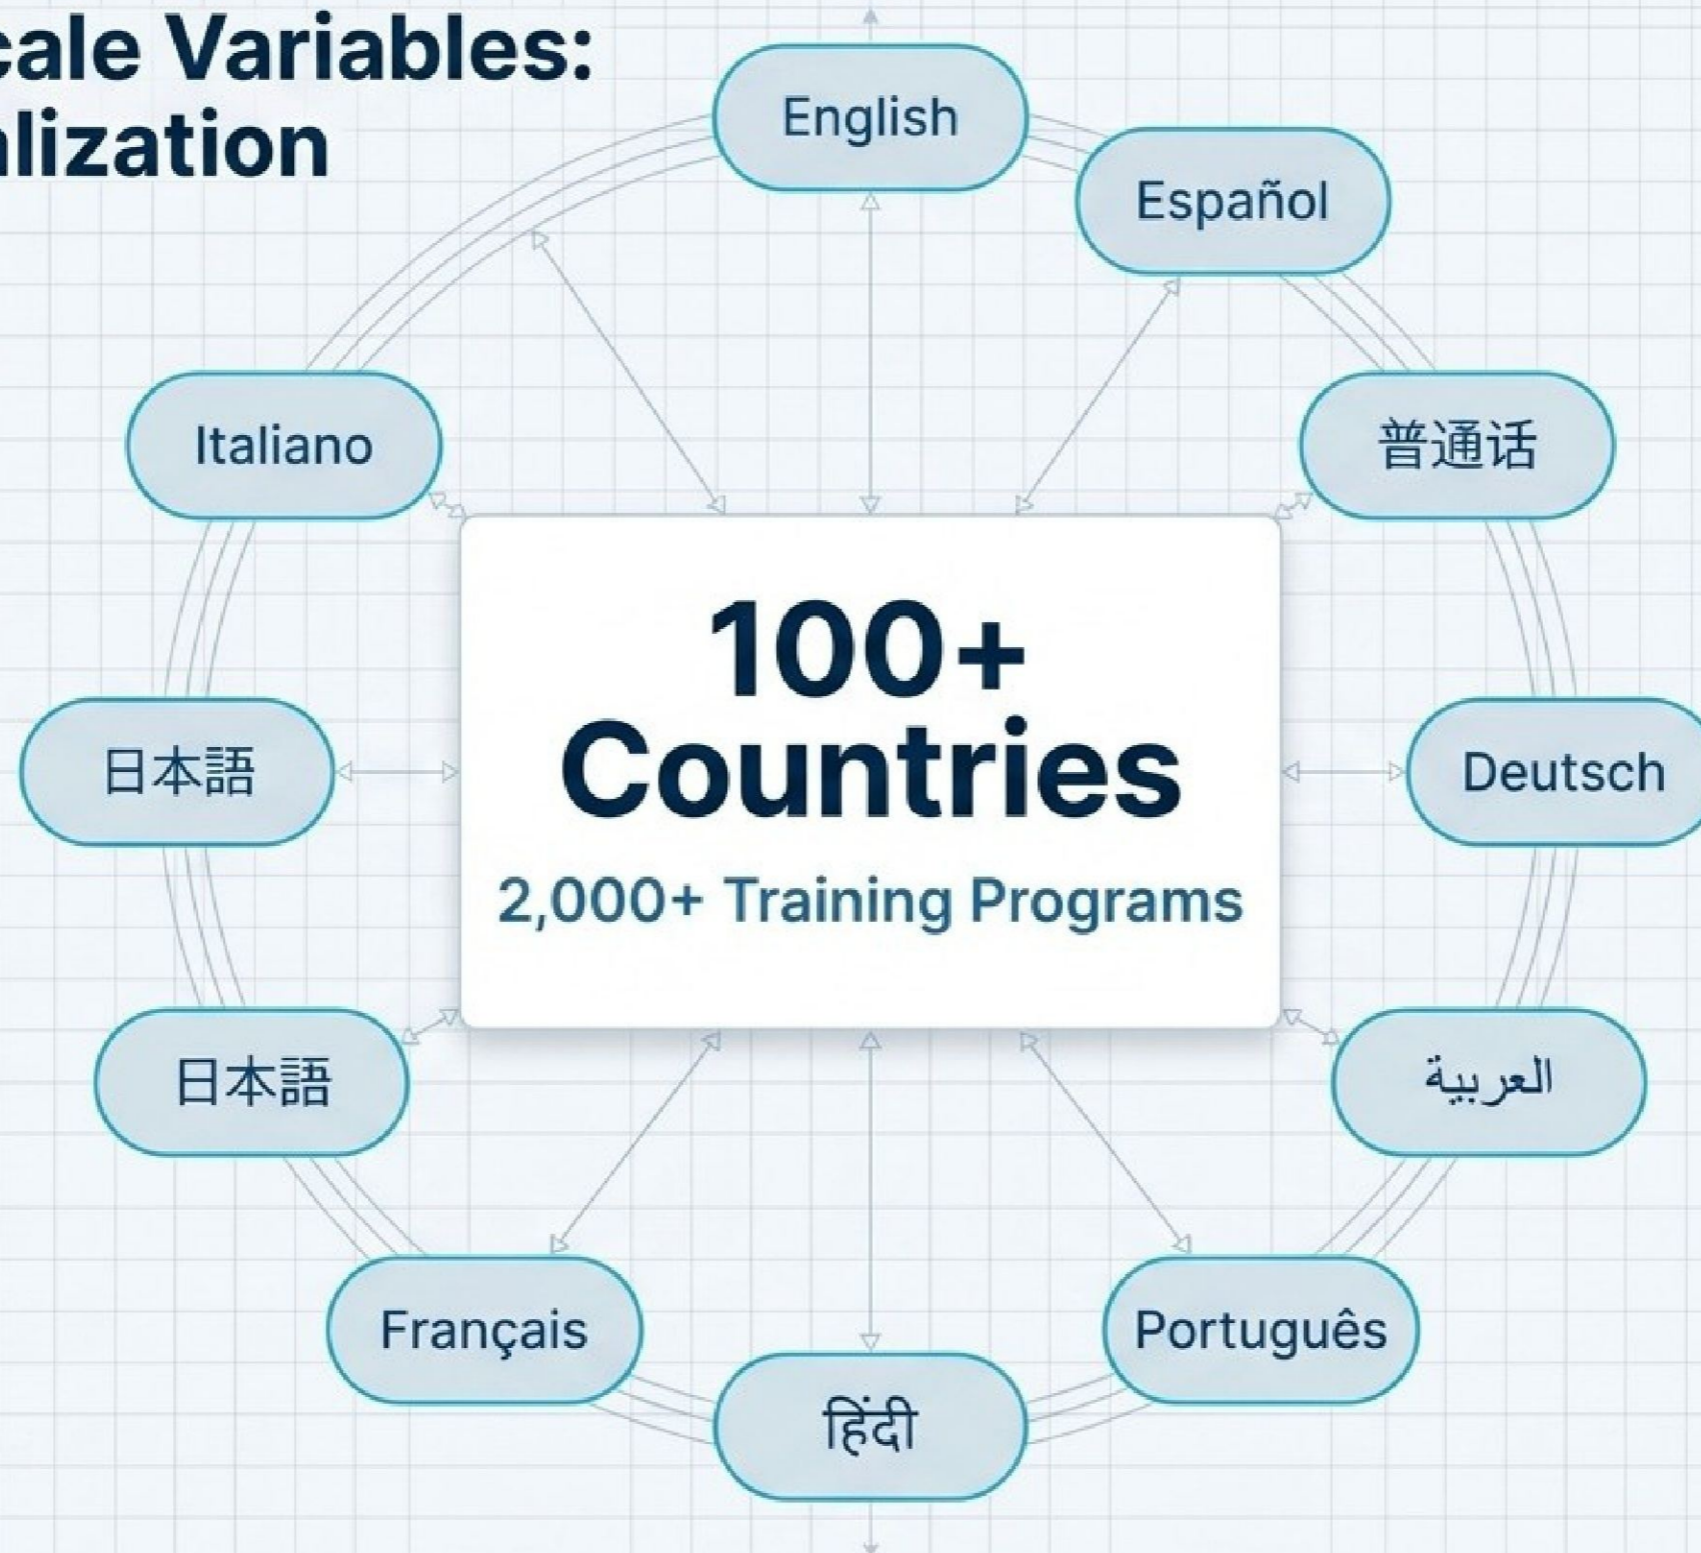 cale Variables:
alization
English
Español
普通话
Deutsch
العربية
Português
हिंदी
Français
日本語
日本語
Italiano
100+
Countries
2,000+ Training Programs